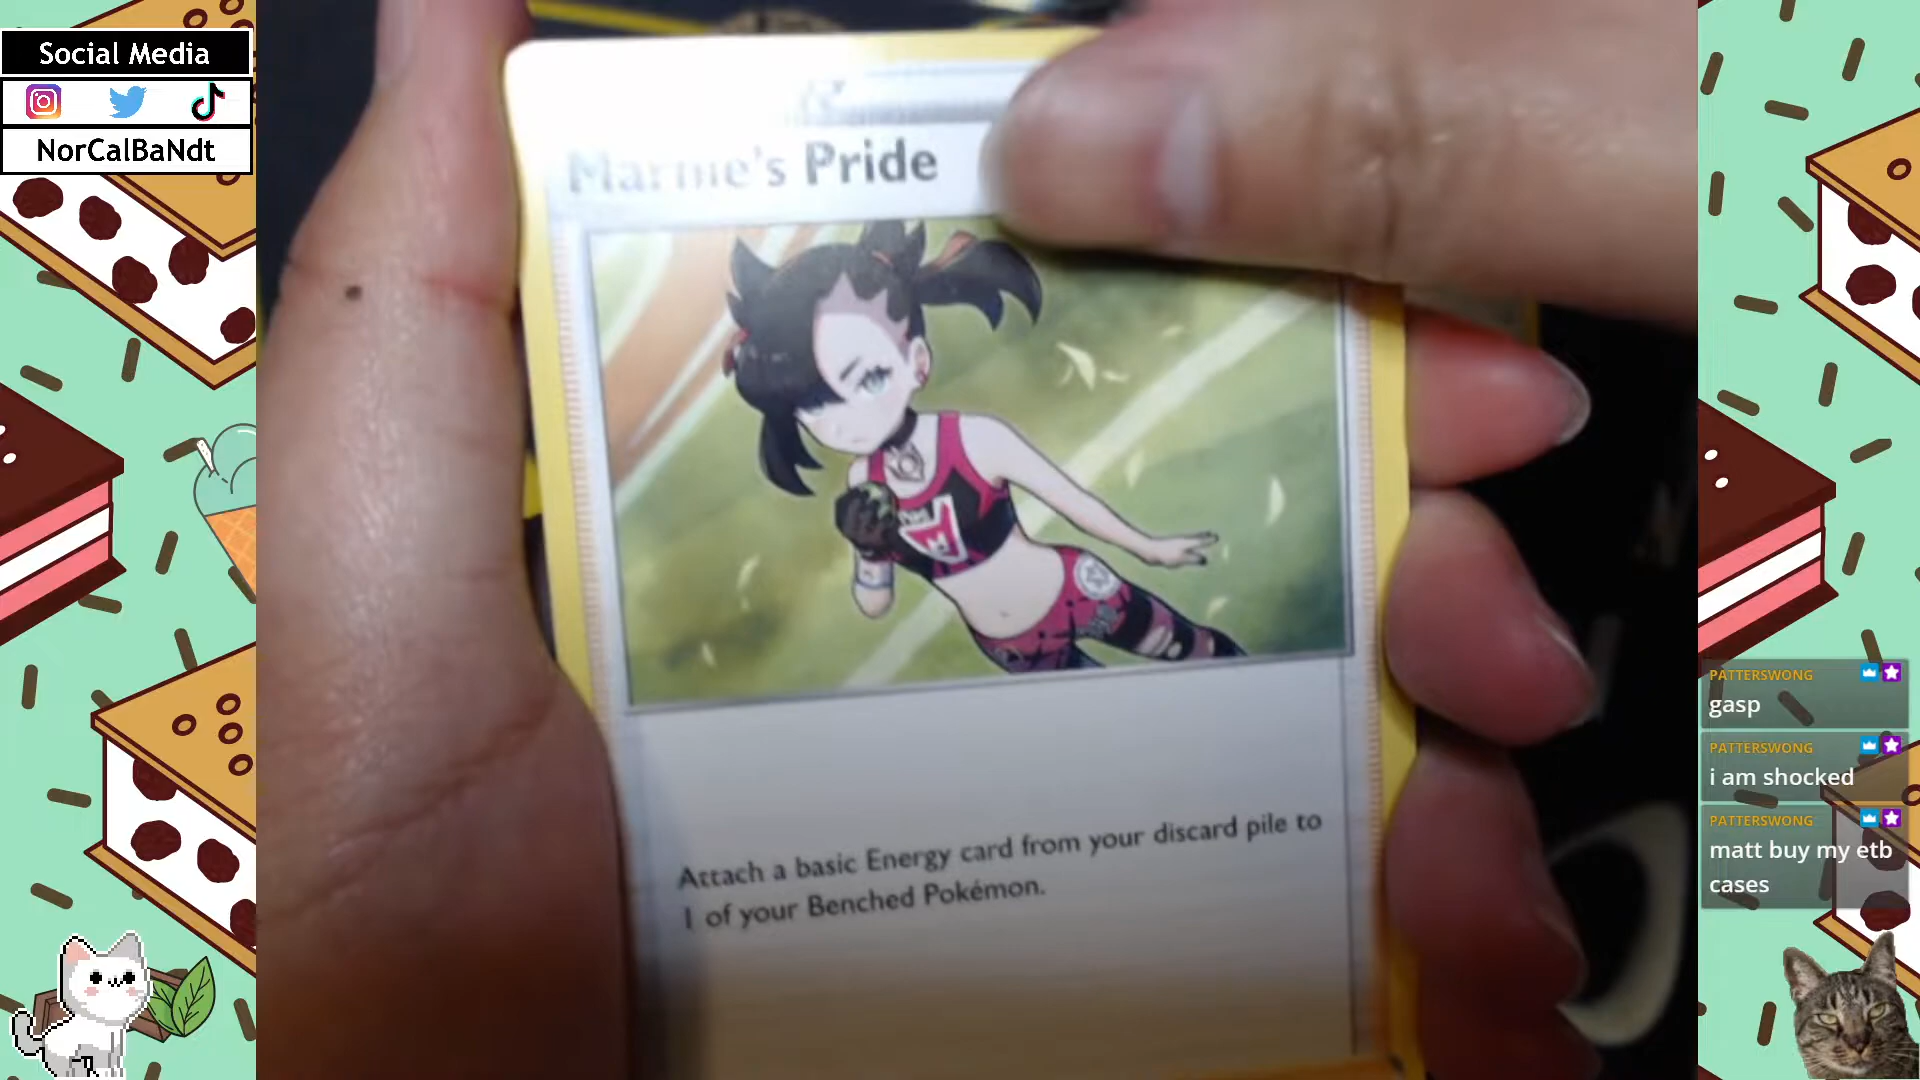 Social Media
NorCalBaNdt
Marnie's Pride
Attach a basic Energy card from your discard pile to
1 of your Benched Pokémon.
PATTERSWONG
gasp
PATTERSWONG
i am shocked
PATTERSWONG
matt buy my etb
cases